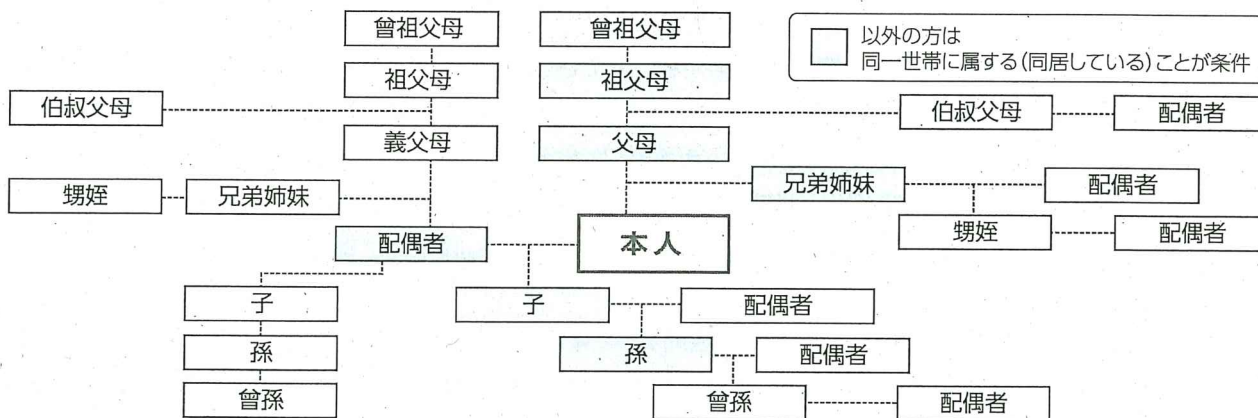 曾祖父母
曾祖父母
以外の方は
同一世帯に属する(同居している)ことが条件
祖父母
祖父母
伯叔父母
伯叔父母
配偶者
義父母
父母
甥姪
兄弟姉妹
兄弟姉妹
配偶者
配偶者
本人
甥姪
配偶者
子
子
配偶者
孫
孫
配偶者
曾孫
曾孫
配偶者